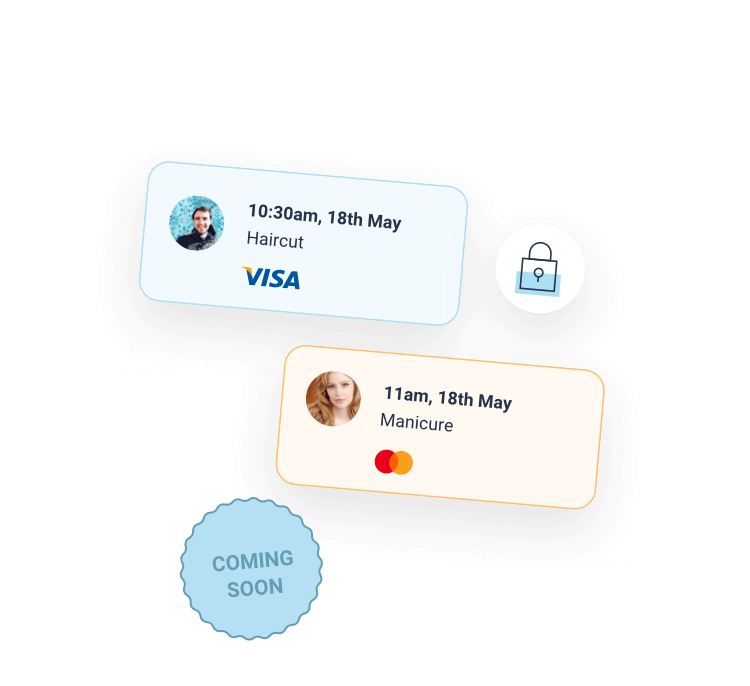 10:30am, 18th May
Haircut
VISA
11am, 18th May
Manicure
COMING
SOON